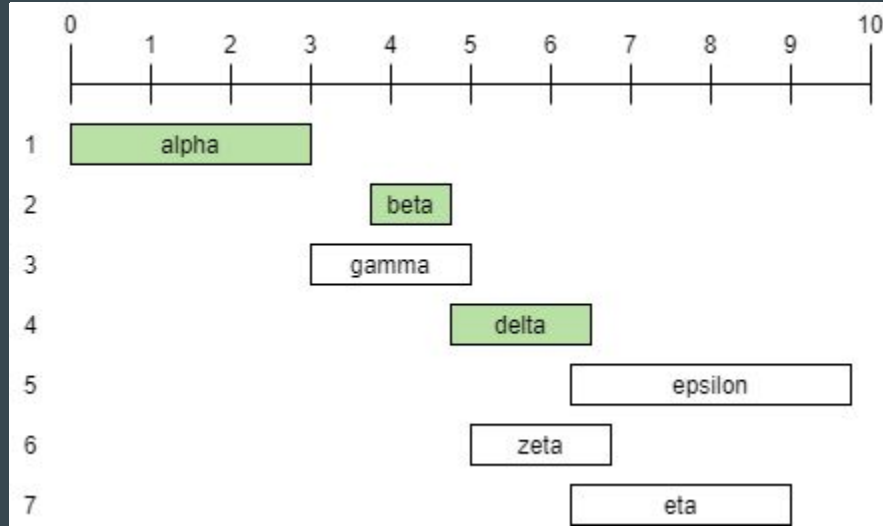 0 1 2 3 4 5 6 7 8 9 10
1 alpha
2 beta
3 gamma
4 delta
5 epsilon
6 zeta
7 eta